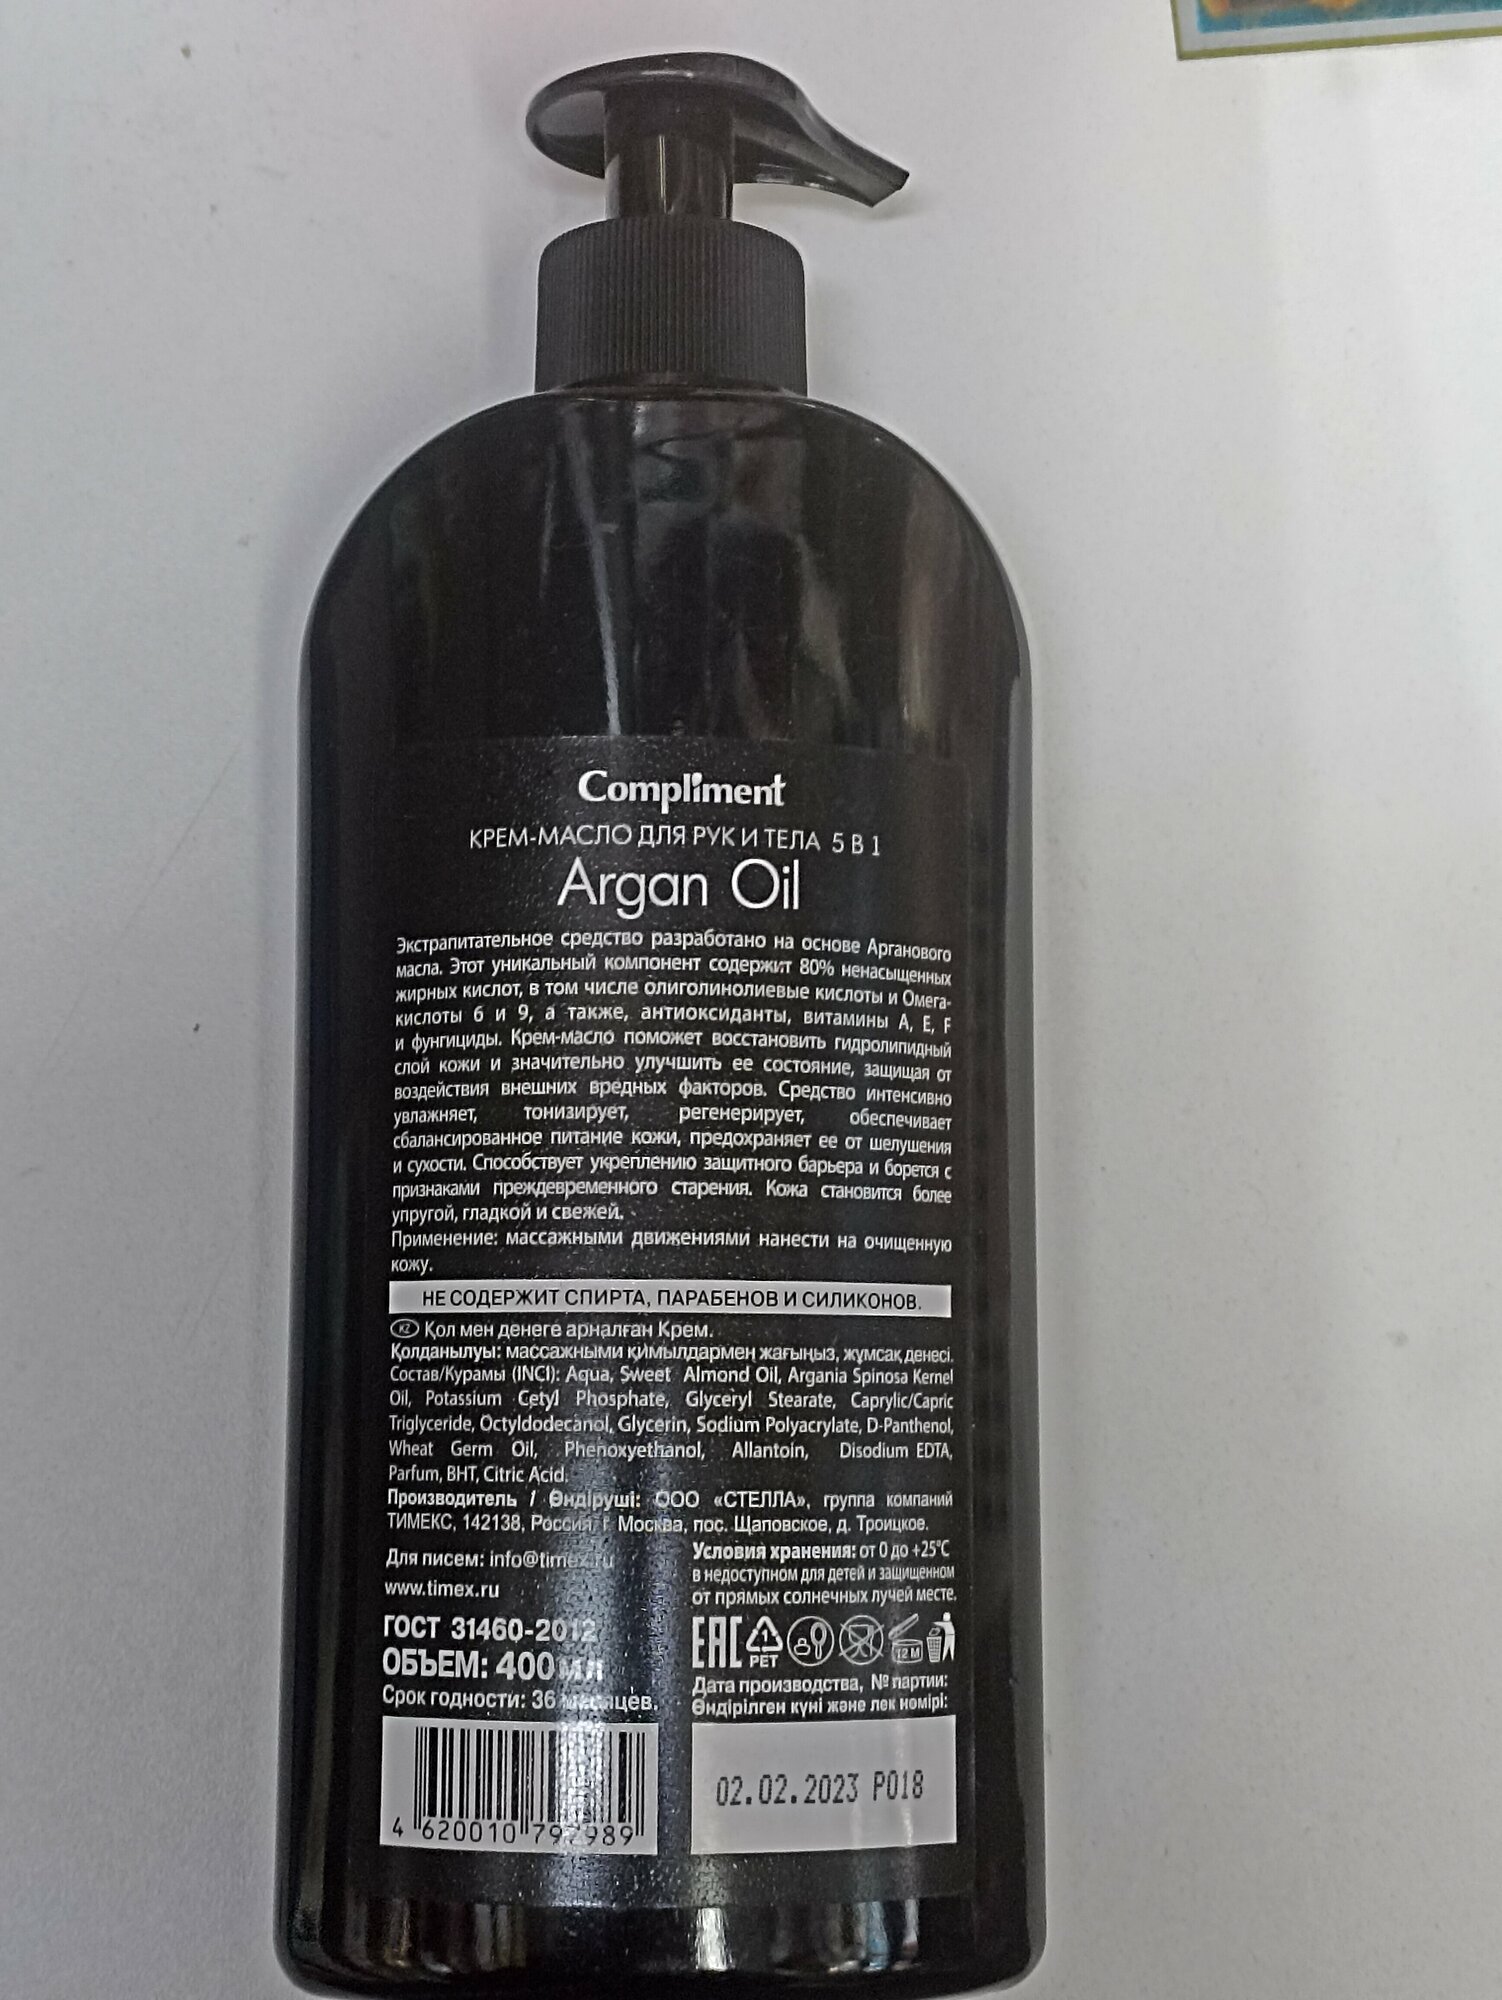 Compliment
КРЕМ-МАСЛО ДЛЯ РУК И ТЕЛА 5 В 1
Argan Oil
Экстрапитательное средство разработано на основе Арганового
масла. Этот уникальный компонент содержит 80% ненасыщенных
жирных кислот, в том числе олиголинолиевые кислоты и Омега-
кислоты 6 и 9, а также, антиоксиданты, витамины A, E, F
и фунгициды. Крем-масло поможет восстановить гидролипидный
слой кожи и значительно улучшить ее состояние, защищая от
воздействия внешних вредных факторов. Средство интенсивно
увлажняет, тонизирует, регенерирует, обеспечивает
сбалансированное питание кожи, предохраняет ее от шелушения
и сухости. Способствует укреплению защитного барьера и борется с
признаками преждевременного старения. Кожа становится более
упругой, гладкой и свежей.
Применение: массажными движениями нанести на очищенную
кожу.
НЕ СОДЕРЖИТ СПИРТА, ПАРАБЕНОВ И СИЛИКОНОВ.
KZ Қол мен денеге арналған Крем.
Қолданылуы: массажными қимылдармен жағыңыз, жұмсақ денесі.
Состав/Курамы (INCI): Aqua, Sweet Almond Oil, Argania Spinosa Kernel
Oil, Potassium Cetyl Phosphate, Glyceryl Stearate, Caprylic/Capric
Triglyceride, Octyldodecanol, Glycerin, Sodium Polyacrylate, D-Panthenol,
Wheat Germ Oil, Phenoxyethanol, Allantoin, Disodium EDTA,
Parfum, BHT, Citric Acid.
Производитель / Өндіруші: ООО «СТЕЛЛА», группа компаний
ТИМЕКС, 142138, Россия, г. Москва, пос. Щаповское, д. Троицкое.
Для писем: info@timex.ru
www.timex.ru
ГОСТ 31460-2012
ОБЪЕМ: 400 мл
Срок годности: 36 месяцев.
Условия хранения: от 0 до +25°С
в недоступном для детей и защищенном
от прямых солнечных лучей месте.
EAC 1 PET 12 M
Дата производства, № партии:
Өндірілген күні және лек нөмірі:
4 620010 79 989
02.02.2023 P018